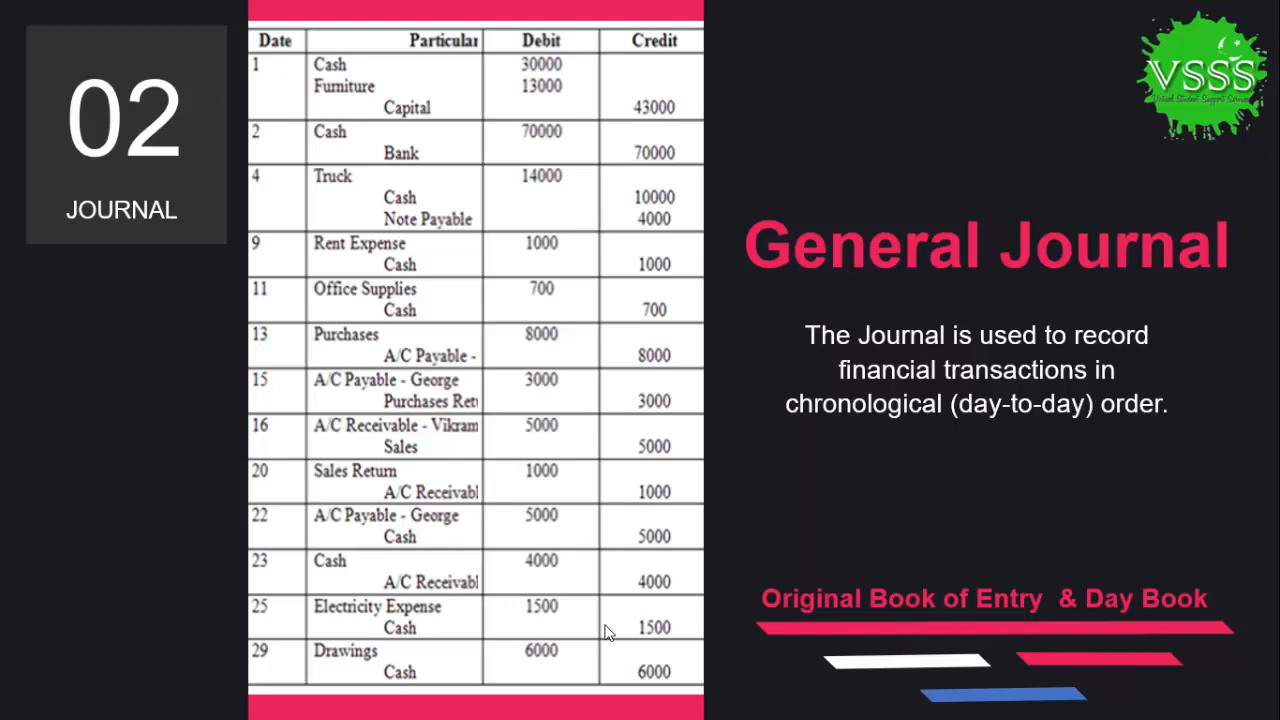 02
JOURNAL
Date Particular Debit Credit
1 Cash 30000
Furniture 13000
Capital 43000
2 Cash 70000
Bank 70000
4 Truck 14000
Cash 10000
Note Payable 4000
9 Rent Expense 1000
Cash 1000
11 Office Supplies 700
Cash 700
13 Purchases 8000
A/C Payable - 8000
15 A/C Payable - George 3000
Purchases Retu 3000
16 A/C Receivable - Vikram 5000
Sales 5000
20 Sales Return 1000
A/C Receivabl 1000
22 A/C Payable - George 5000
Cash 5000
23 Cash 4000
A/C Receivabl 4000
25 Electricity Expense 1500
Cash 1500
29 Drawings 6000
Cash 6000
VSSS
Virtual Student Support Services
General Journal
The Journal is used to record
financial transactions in
chronological (day-to-day) order.
Original Book of Entry & Day Book